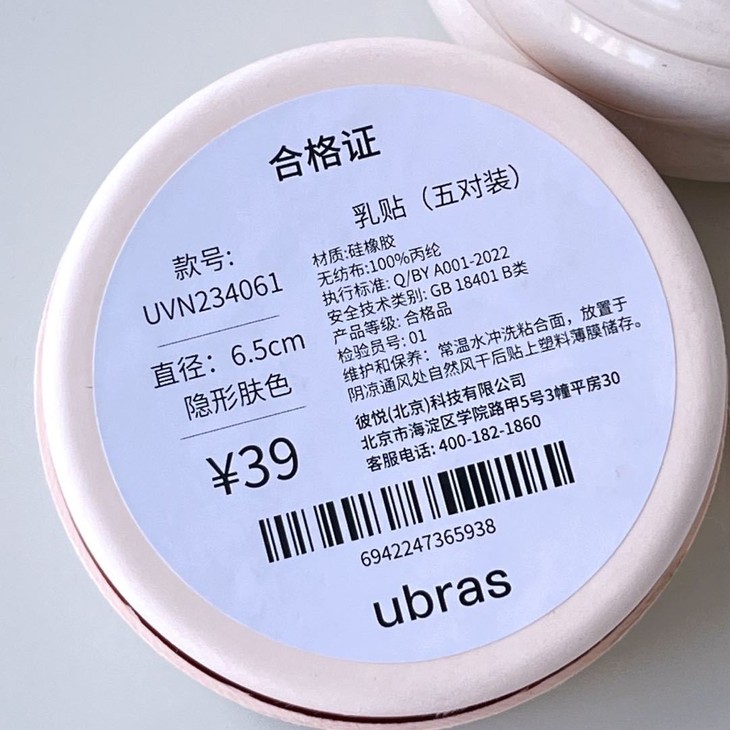 合格证
乳贴（五对装）
款号:
UVN234061
直径：6.5cm
隐形肤色
¥39
材质:硅橡胶
无纺布:100%丙纶
执行标准: Q/BY A001-2022
安全技术类别: GB 18401 B类
产品等级: 合格品
检验员号: 01
维护和保养：常温水冲洗粘合面，放置于
阴凉通风处自然风干后贴上塑料薄膜储存。
彼悦(北京)科技有限公司
北京市海淀区学院路甲5号3幢平房30
客服电话: 400-182-1860
6942247365938
ubras